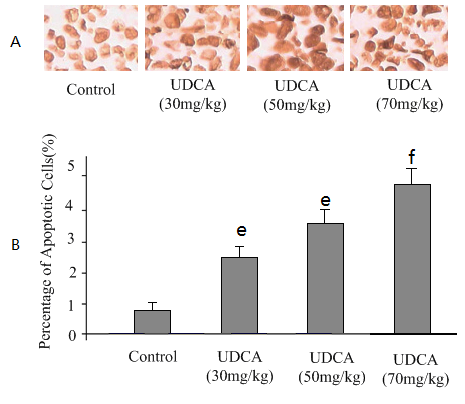 A
Control
UDCA
(30mg/kg)
UDCA
(50mg/kg)
UDCA
(70mg/kg)
B
Percentage of Apoptotic Cells(%)
5
4
3
2
1
0
e
e
f
Control
UDCA
(30mg/kg)
UDCA
(50mg/kg)
UDCA
(70mg/kg)